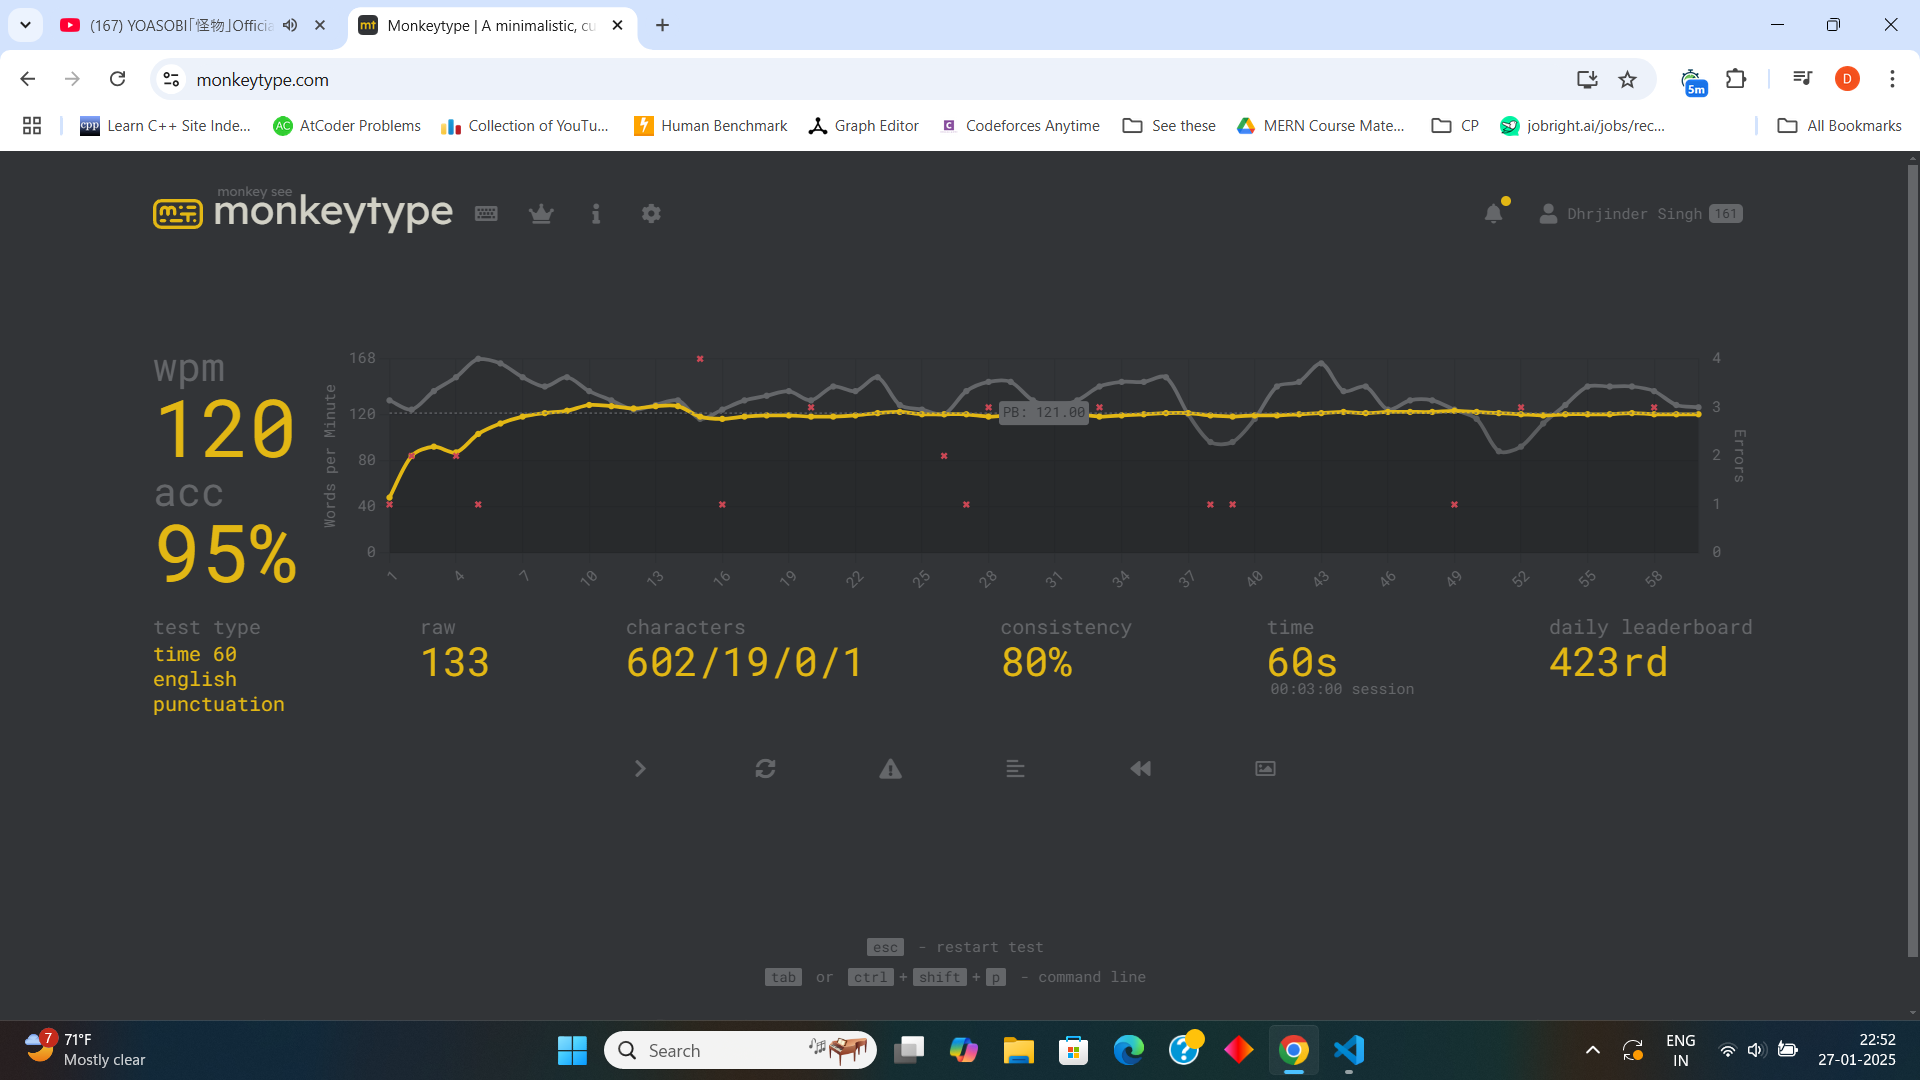 (167) YOASOBI「怪物」Officia
Monkeytype | A minimalistic, cu
monkeytype.com
5m
D
cpp Learn C++ Site Inde...
AC AtCoder Problems
Collection of YouTu...
Human Benchmark
Graph Editor
C Codeforces Anytime
See these
MERN Course Mate...
CP
jobright.ai/jobs/rec...
All Bookmarks
monkey see
monkeytype
Dhrjinder Singh 161
wpm
120
acc
95%
Words per Minute
168
120
80
40
0
PB: 121.00
4
3
2
1
0
Errors
1 4 7 10 13 16 19 22 25 28 31 34 37 40 43 46 49 52 55 58
test type
time 60
english
punctuation
raw
133
characters
602/19/0/1
consistency
80%
time
60s
00:03:00 session
daily leaderboard
423rd
esc - restart test
tab or ctrl + shift + p - command line
7
71°F
Mostly clear
Search
ENG
IN
22:52
27-01-2025